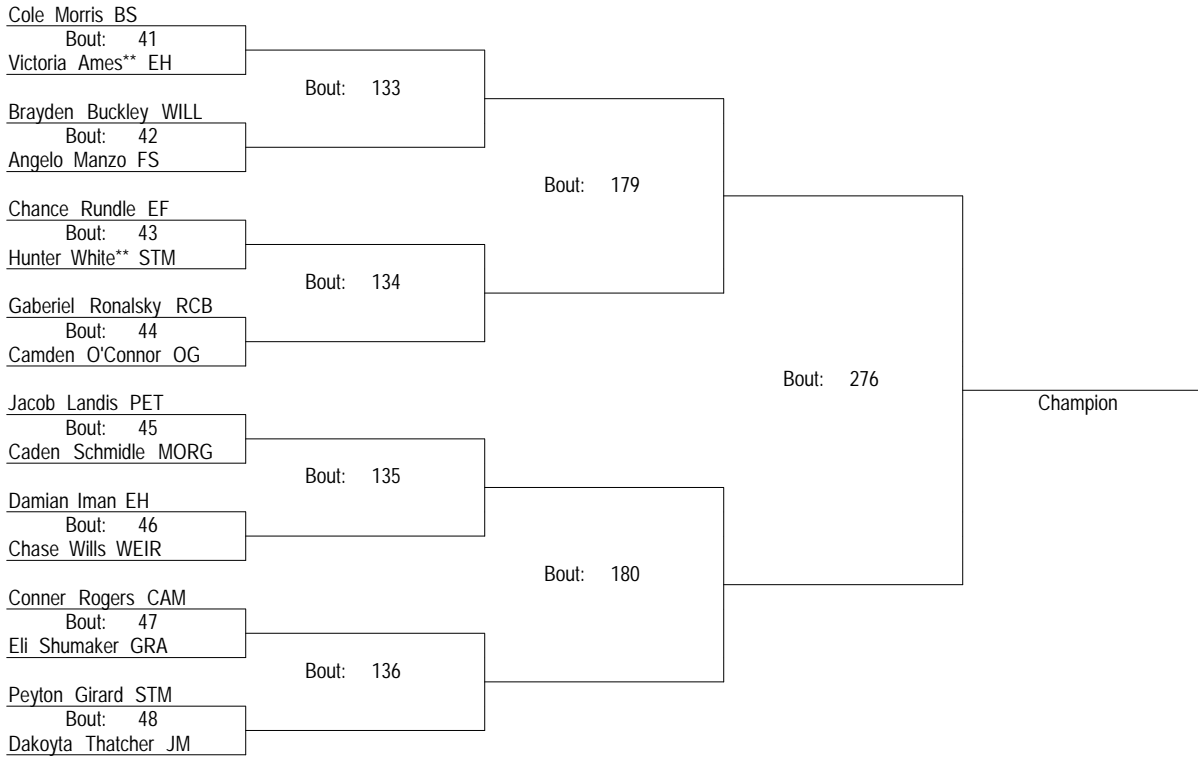 Cole Morris BS
Bout: 41
Victoria Ames** EH
Bout: 133
Brayden Buckley WILL
Bout: 42
Angelo Manzo FS
Bout: 179
Chance Rundle EF
Bout: 43
Hunter White** STM
Bout: 134
Gaberiel Ronalsky RCB
Bout: 44
Camden O'Connor OG
Bout: 276
Champion
Jacob Landis PET
Bout: 45
Caden Schmidle MORG
Bout: 135
Damian Iman EH
Bout: 46
Chase Wills WEIR
Bout: 180
Conner Rogers CAM
Bout: 47
Eli Shumaker GRA
Bout: 136
Peyton Girard STM
Bout: 48
Dakoyta Thatcher JM